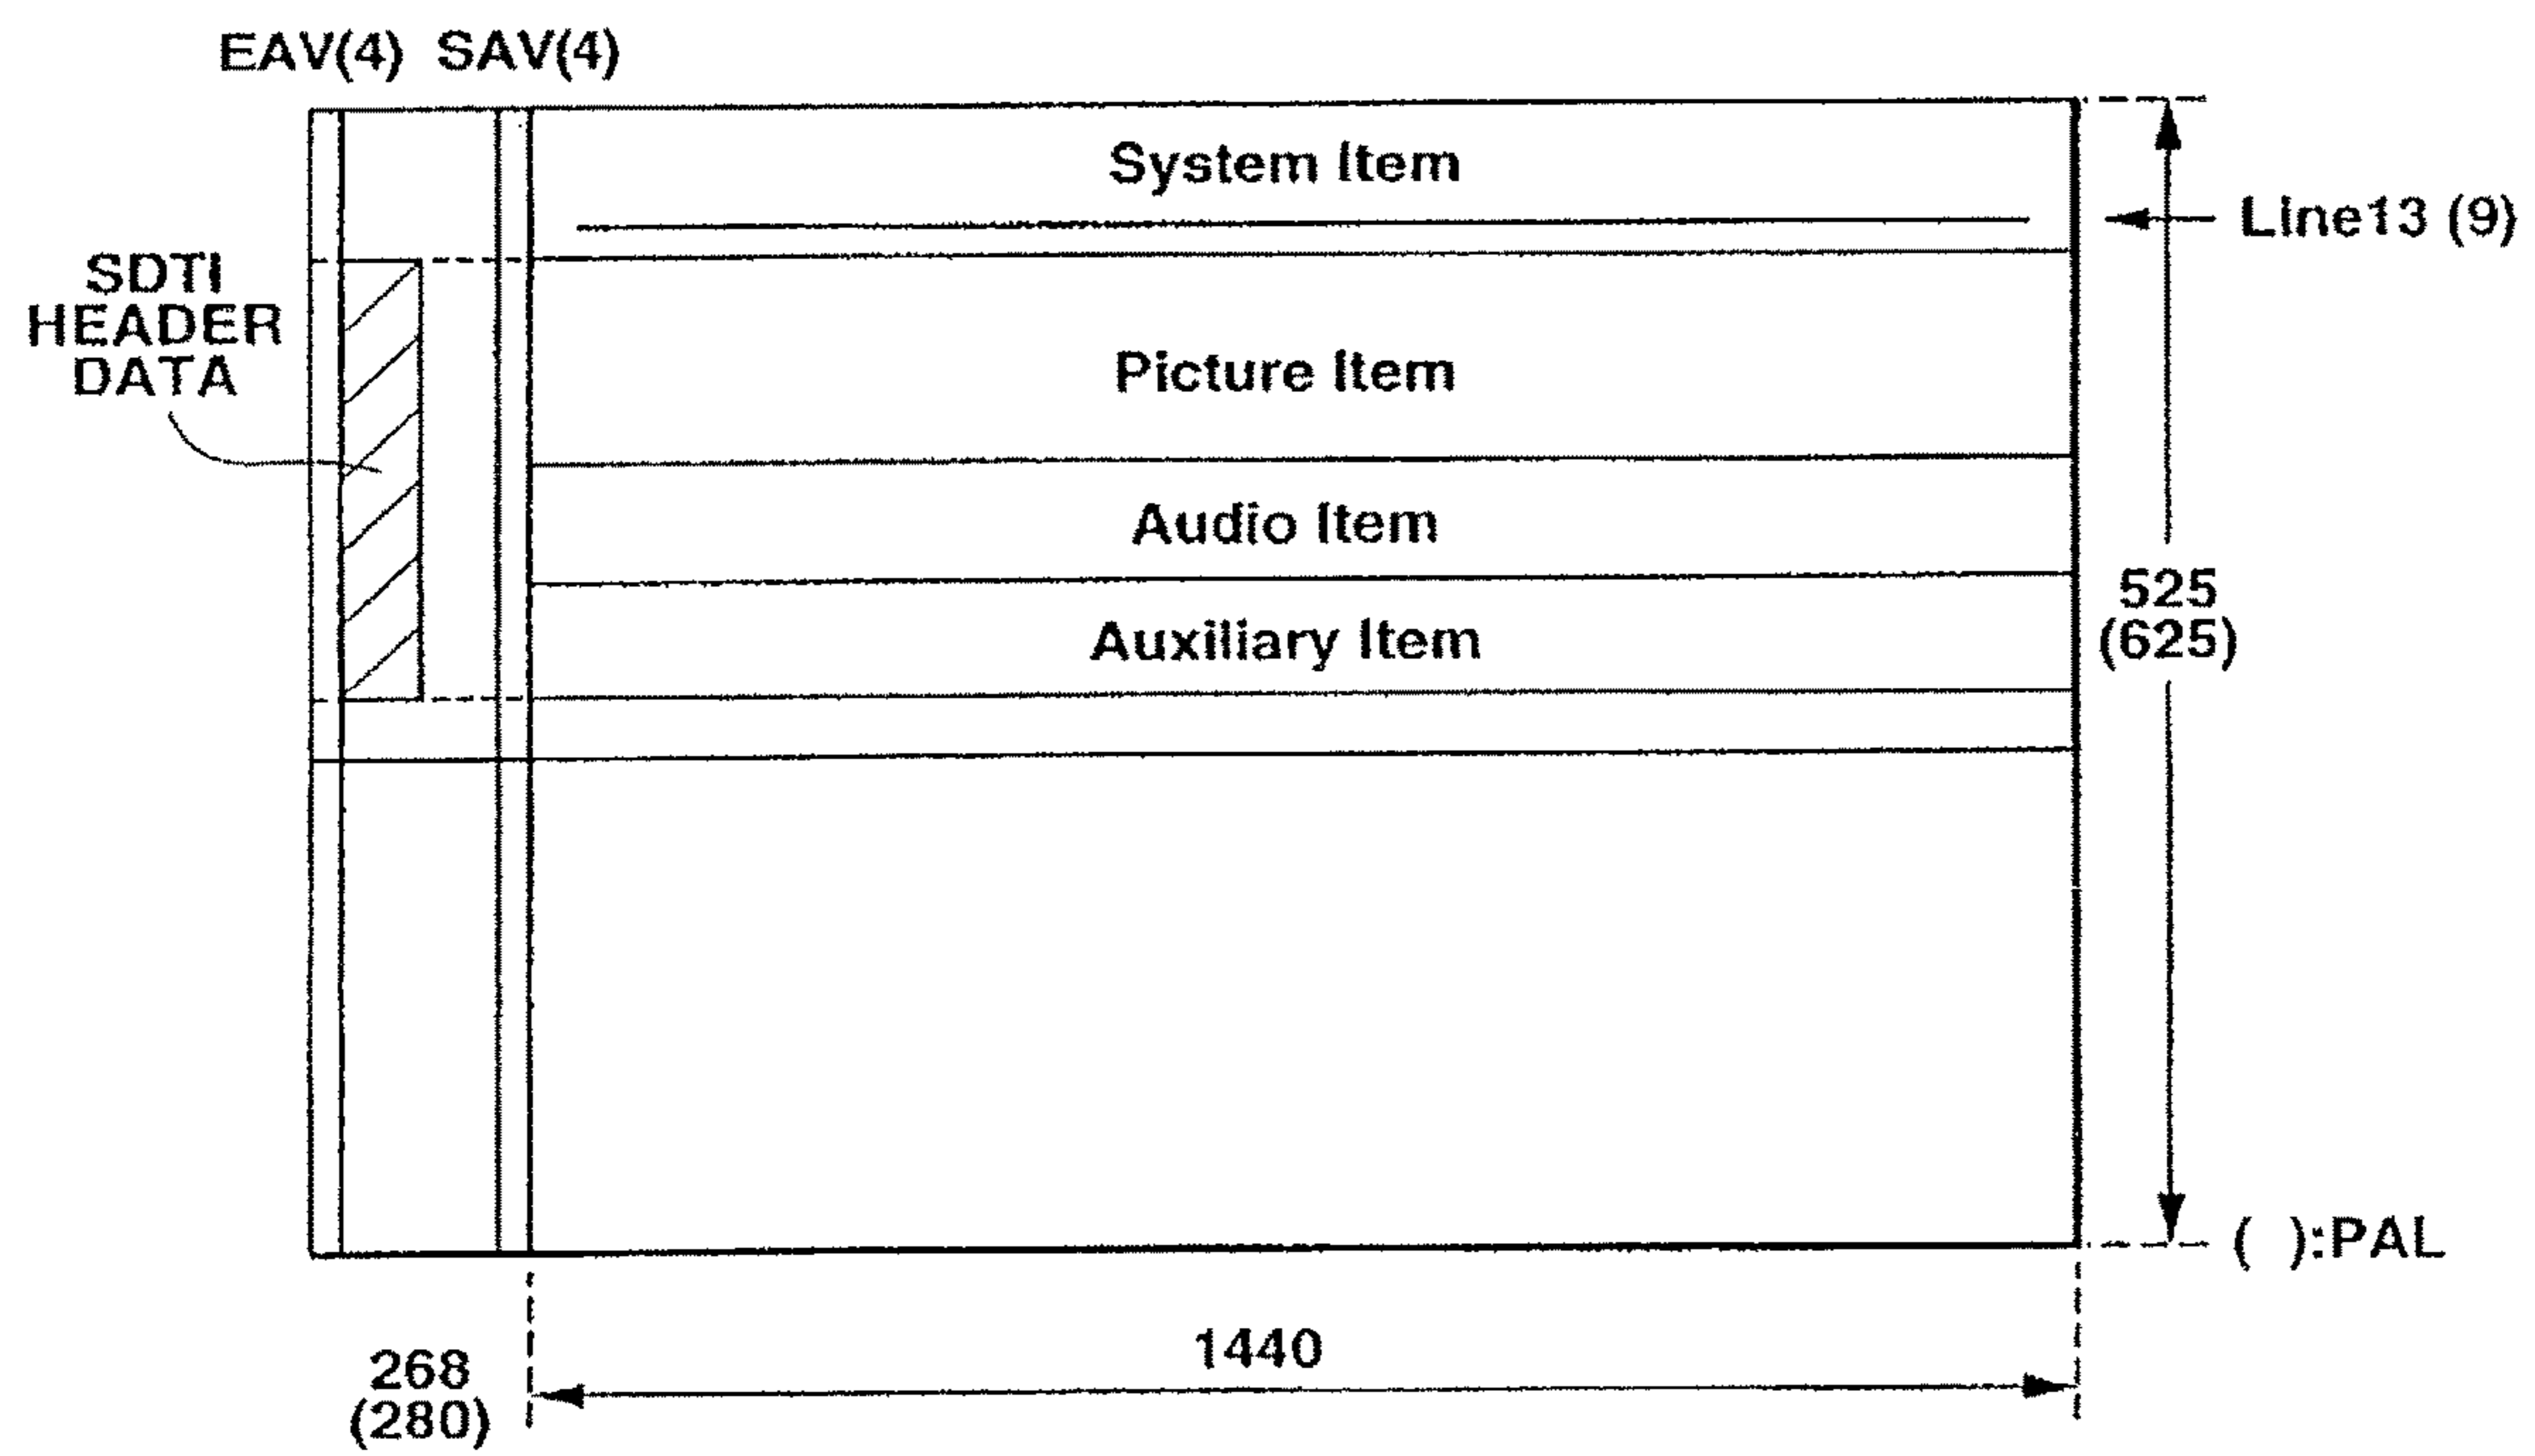 EAV(4) SAV(4)
System Item
Line13 (9)
SDTI
HEADER
DATA
Picture Item
Audio Item
525
(625)
Auxiliary Item
( ):PAL
1440
268
(280)